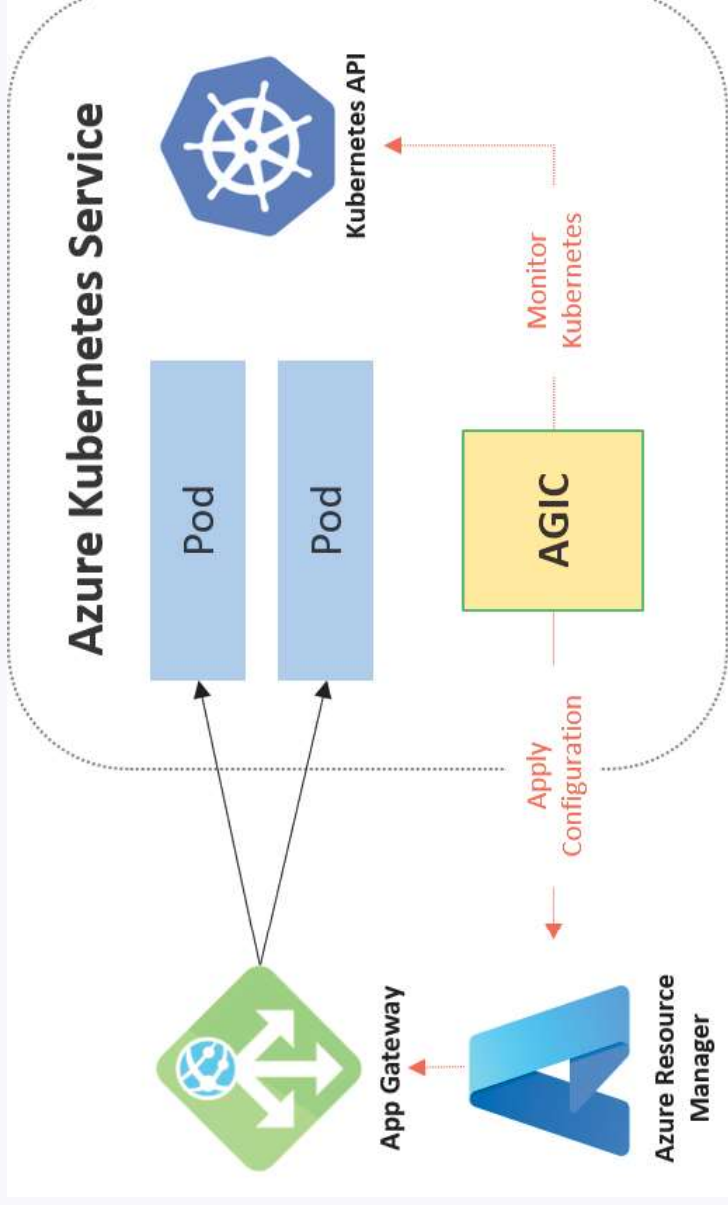 Azure Kubernetes Service
Pod
Pod
Kubernetes API
App Gateway
Azure Resource
Manager
Apply
Configuration
AGIC
Monitor
Kubernetes